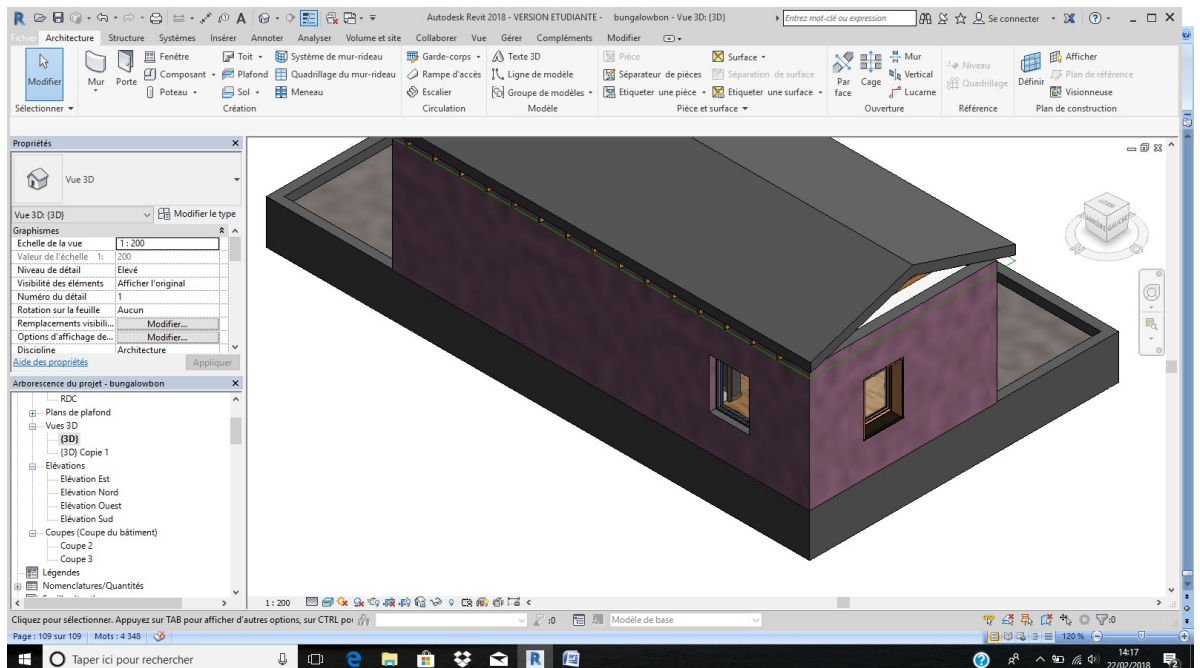 Autodesk Revit 2018 - VERSION ETUDIANTE - bungalowbon - Vue 3D: {3D}
Entrez mot-clé ou expression
Se connecter
Fichier Architecture Structure Systèmes Insérer Annoter Analyser Volume et site Collaborer Vue Gérer Compléments Modifier
Modifier
Mur
Porte
Fenêtre
Composant
Poteau
Toit
Plafond
Sol
Système de mur-rideau
Quadrillage du mur-rideau
Meneau
Garde-corps
Rampe d'accès
Escalier
Texte 3D
Ligne de modèle
Groupe de modèles
Pièce
Séparateur de pièces
Etiqueter une pièce
Surface
Séparation de surface
Etiqueter une surface
Par face
Cage
Mur
Vertical
Lucarne
Niveau
Quadrillage
Définir
Afficher
Plan de référence
Visionneuse
Sélectionner
Création
Circulation
Modèle
Pièce et surface
Ouverture
Référence
Plan de construction
Propriétés
Vue 3D
Vue 3D: {3D}
Modifier le type
Graphismes
Echelle de la vue 1 : 200
Valeur de l'échelle 1: 200
Niveau de détail Elevé
Visibilité des éléments Afficher l'original
Numéro du détail 1
Rotation sur la feuille Aucun
Remplacements visibili... Modifier...
Options d'affichage de... Modifier...
Discipline Architecture
Aide des propriétés Appliquer
Arborescence du projet - bungalowbon
RDC
Plans de plafond
Vues 3D
{3D}
{3D} Copie 1
Elévations
Elévation Est
Elévation Nord
Elévation Ouest
Elévation Sud
Coupes (Coupe du bâtiment)
Coupe 2
Coupe 3
Légendes
Nomenclatures/Quantités
1 : 200
Cliquez pour sélectionner. Appuyez sur TAB pour afficher d'autres options, sur CTRL po
:0
Modèle de base
:0
Page : 109 sur 109 Mots : 4 348
120 %
Taper ici pour rechercher
14:17
22/02/2018